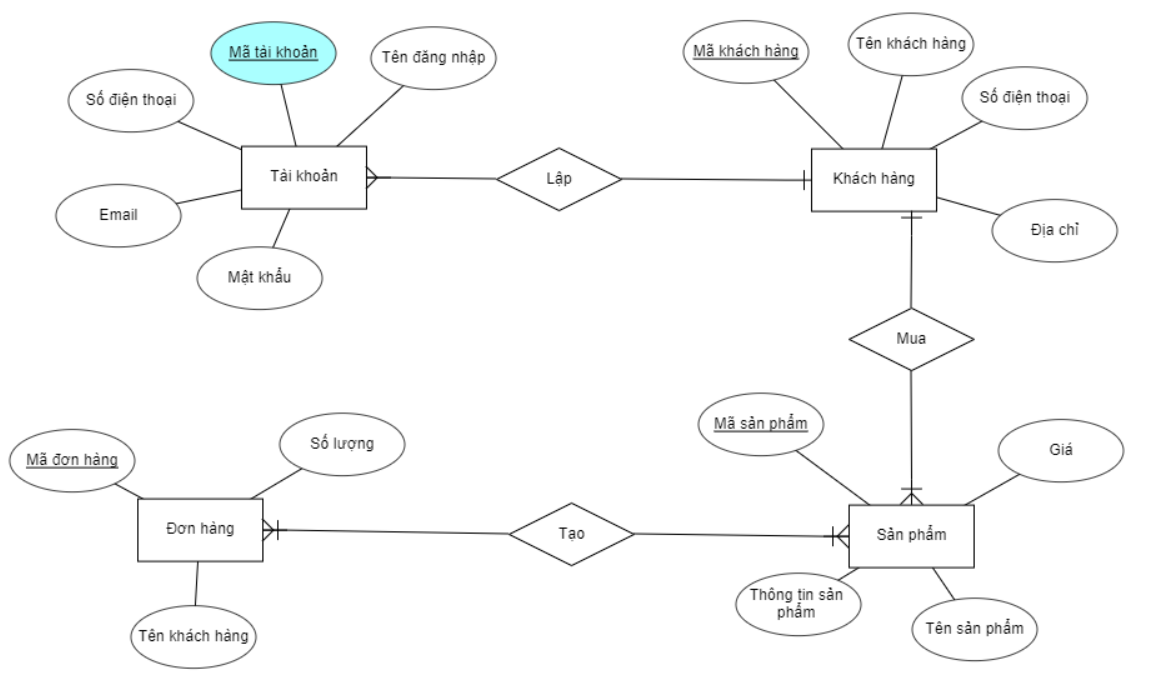 Mã tài khoản
Tên đăng nhập
Số điện thoại
Tài khoản
Email
Mật khẩu
Lập
Mã khách hàng
Tên khách hàng
Số điện thoại
Khách hàng
Địa chỉ
Mua
Mã sản phẩm
Giá
Sản phẩm
Thông tin sản
phẩm
Tên sản phẩm
Tạo
Số lượng
Mã đơn hàng
Đơn hàng
Tên khách hàng